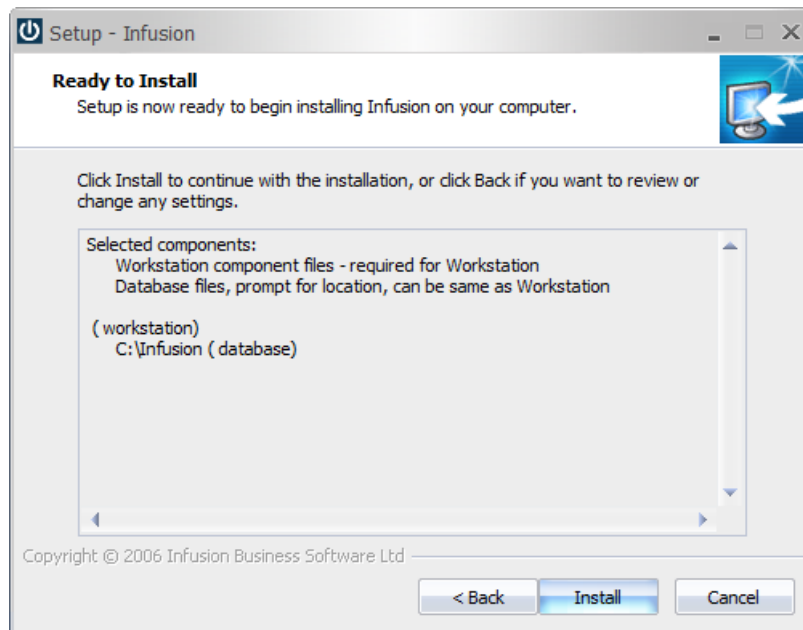 Setup - Infusion
Ready to Install
Setup is now ready to begin installing Infusion on your computer.
Click Install to continue with the installation, or click Back if you want to review or
change any settings.
Selected components:
Workstation component files - required for Workstation
Database files, prompt for location, can be same as Workstation
( workstation)
C:\Infusion ( database)
Copyright © 2006 Infusion Business Software Ltd
< Back
Install
Cancel